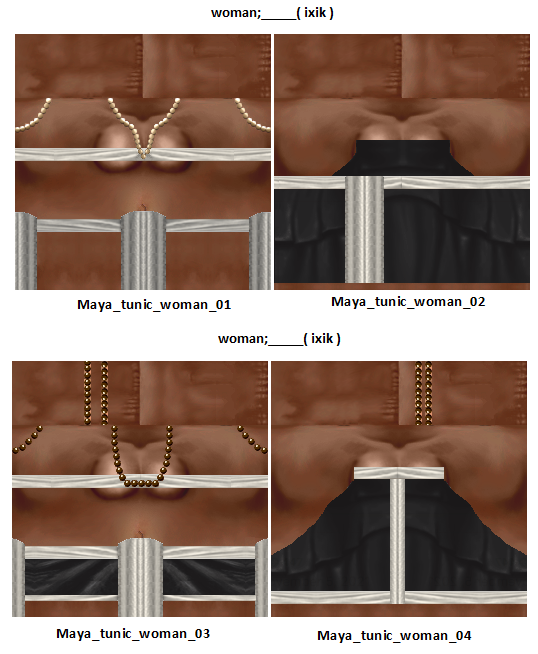 woman;_____( ixik )
Maya_tunic_woman_01
Maya_tunic_woman_02
woman;_____( ixik )
Maya_tunic_woman_03
Maya_tunic_woman_04